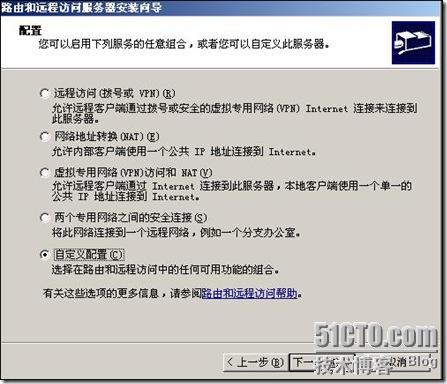 路由和远程访问服务器安装向导
配置
您可以启用下列服务的任意组合，或者您可以自定义此服务器。
远程访问(拨号或 VPN)(R)
允许远程客户端通过拨号或安全的虚拟专用网络(VPN) Internet 连接来连接到
此服务器。
网络地址转换(NAT)(E)
允许内部客户端使用一个公共 IP 地址连接到 Internet。
虚拟专用网络(VPN)访问和 NAT(V)
允许远程客户端通过 Internet 连接到此服务器，本地客户端使用一个单一的
公共 IP 地址连接到 Internet。
两个专用网络之间的安全连接(S)
将此网络连接到一个远程网络，例如一个分支办公室。
自定义配置(C)
选择在路由和远程访问中的任何可用功能的组合。
有关这些选项的更多信息，请参阅路由和远程访问帮助。
<上一步(B) 下一 取消
51CTO.com
技术博客 Blog